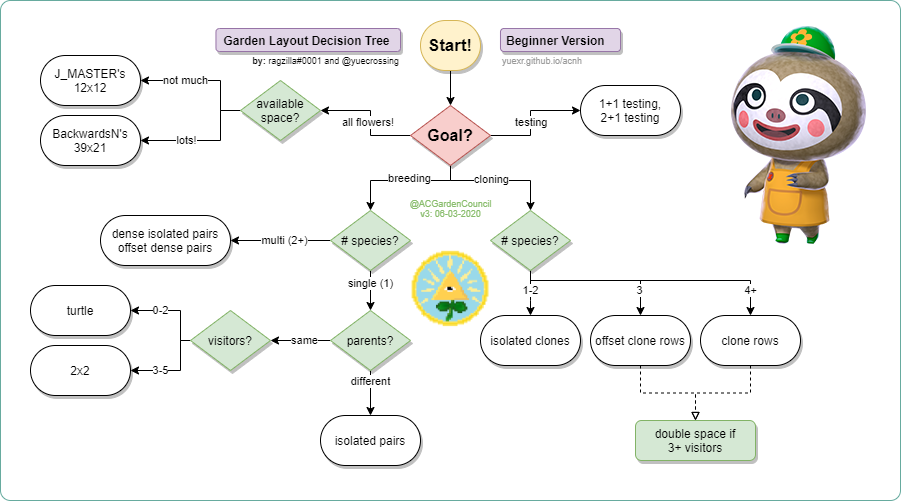 Garden Layout Decision Tree
by: ragzilla#0001 and @yuecrossing
Start!
Beginner Version
yuexr.github.io/acnh
J_MASTER's
12x12
not much
available
space?
BackwardsN's
39x21
lots!
all flowers!
Goal?
testing
1+1 testing,
2+1 testing
breeding
cloning
@ACGardenCouncil
v3: 06-03-2020
dense isolated pairs
offset dense pairs
multi (2+)
# species?
# species?
single (1)
1-2
3
4+
turtle
0-2
visitors?
same
parents?
isolated clones
offset clone rows
clone rows
2x2
3-5
different
isolated pairs
double space if
3+ visitors